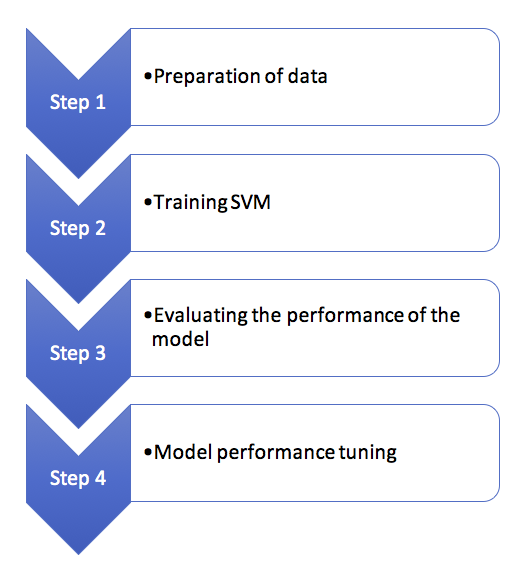 Step 1
•Preparation of data
Step 2
•Training SVM
Step 3
•Evaluating the performance of the
model
Step 4
•Model performance tuning